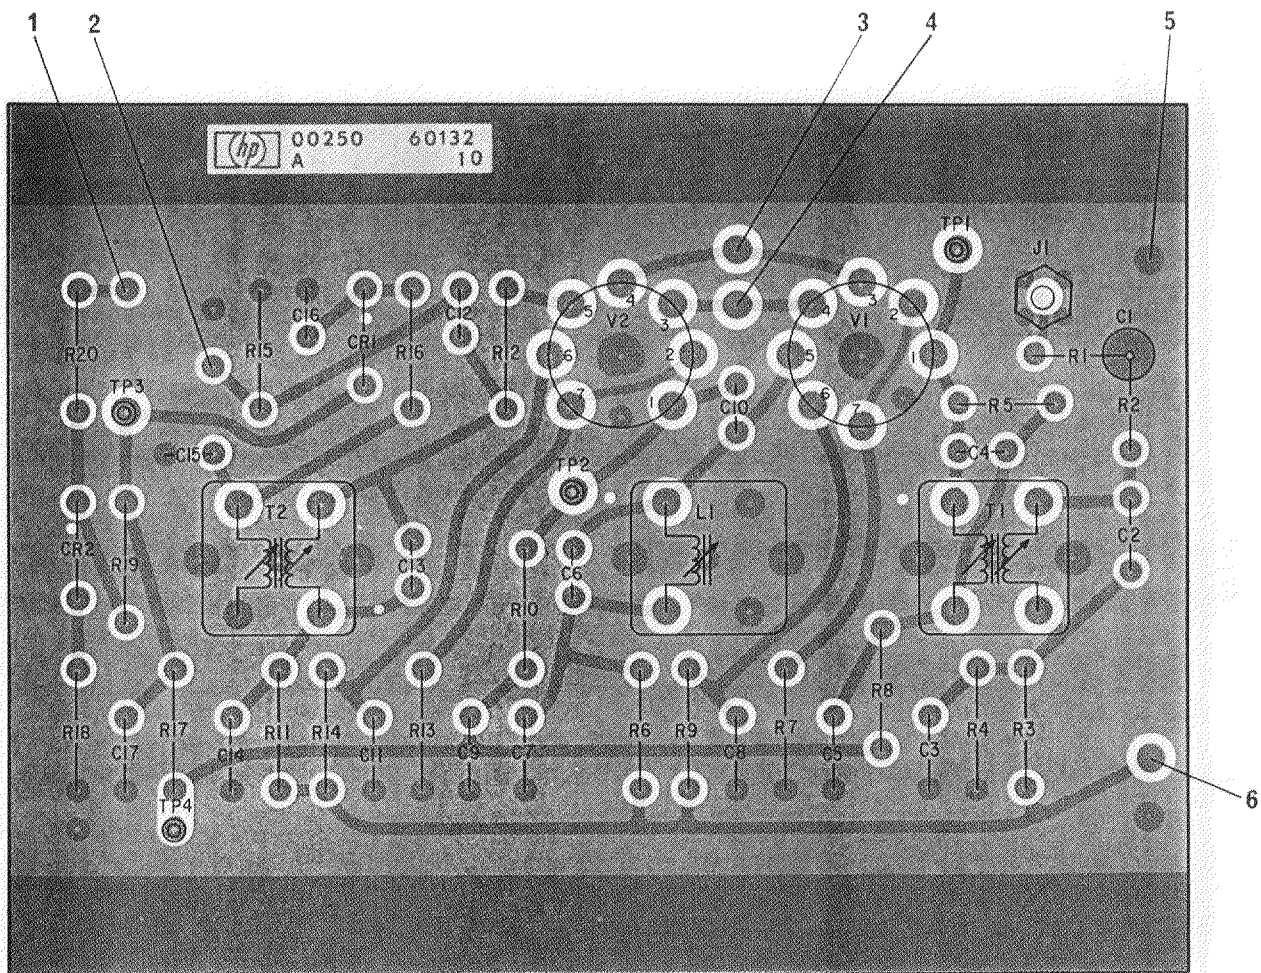 1 2 3 4 5
hp 00250 60132
A 10
TP1
J1
4 3
5 V2 3 4 V1 2
C16 C12 C1
R20 R15 CR1 R16 R12 6 2 5 1 R1
TP3 7 1 C10 6 7 R5 R2
C15 TP2 C4
T2 L1 T1
CR2 R19 C13 C6 C2
R10
R18 C17 R17 C14 R11 R14 C11 R13 C9 C7 R6 R9 C8 R7 C5 R8 C3 R4 R3
TP4 6